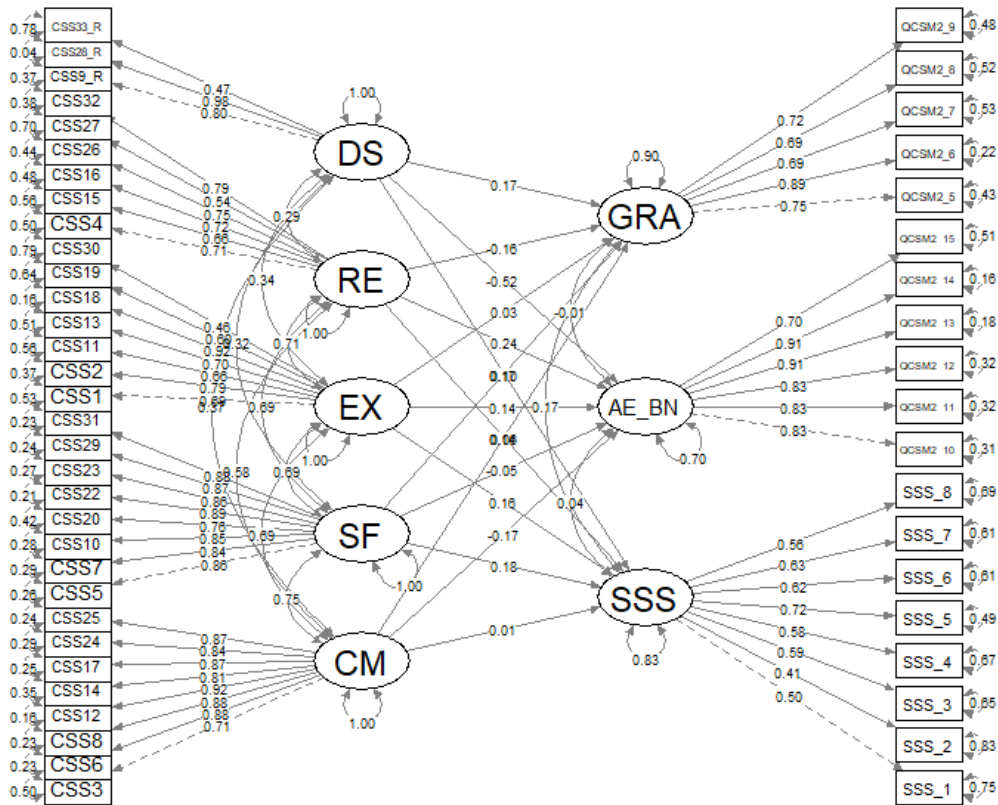 0.78 CSS33_R
0.04 CSS28_R
0.37 CSS9_R
0.38 CSS32
0.70 CSS27
0.44 CSS26
0.48 CSS16
0.56 CSS15
0.50 CSS4
0.79 CSS30
0.64 CSS19
0.16 CSS18
0.51 CSS13
0.56 CSS11
0.37 CSS2
0.53 CSS1
0.23 CSS31
0.24 CSS29
0.27 CSS23
0.21 CSS22
0.42 CSS20
0.28 CSS10
0.29 CSS7
0.26 CSS5
0.24 CSS25
0.29 CSS24
0.25 CSS17
0.35 CSS14
0.16 CSS12
0.23 CSS8
0.23 CSS6
0.50 CSS3
0.47
0.98
0.80
0.79
0.54
0.75
0.72
0.66
0.71
0.46
0.92
0.70
0.66
0.79
0.87
0.86
0.89
0.76
0.85
0.84
0.86
0.87
0.84
0.87
0.81
0.92
0.88
0.88
0.71
0.29
0.34
0.32
0.37
0.71
0.69
0.58
0.69
0.69
0.75
1.00
DS
RE
1.00
EX
1.00
SF
1.00
CM
1.00
0.17
-0.16
-0.52
0.03
0.24
0.14
0.17
-0.05
0.16
-0.17
0.18
0.01
-0.01
0.04
0.90
GRA
AE_BN
0.70
SSS
0.83
0.72
0.69
0.69
0.89
0.75
0.70
0.91
0.91
0.83
0.83
0.83
0.56
0.63
0.62
0.72
0.58
0.59
0.41
0.50
QCSM2_9 0.48
QCSM2_8 0.52
QCSM2_7 0.53
QCSM2_6 0.22
QCSM2_5 0.43
QCSM2_15 0.51
QCSM2_14 0.16
QCSM2_13 0.18
QCSM2_12 0.32
QCSM2_11 0.32
QCSM2_10 0.31
SSS_8 0.69
SSS_7 0.61
SSS_6 0.61
SSS_5 0.49
SSS_4 0.67
SSS_3 0.65
SSS_2 0.83
SSS_1 0.75